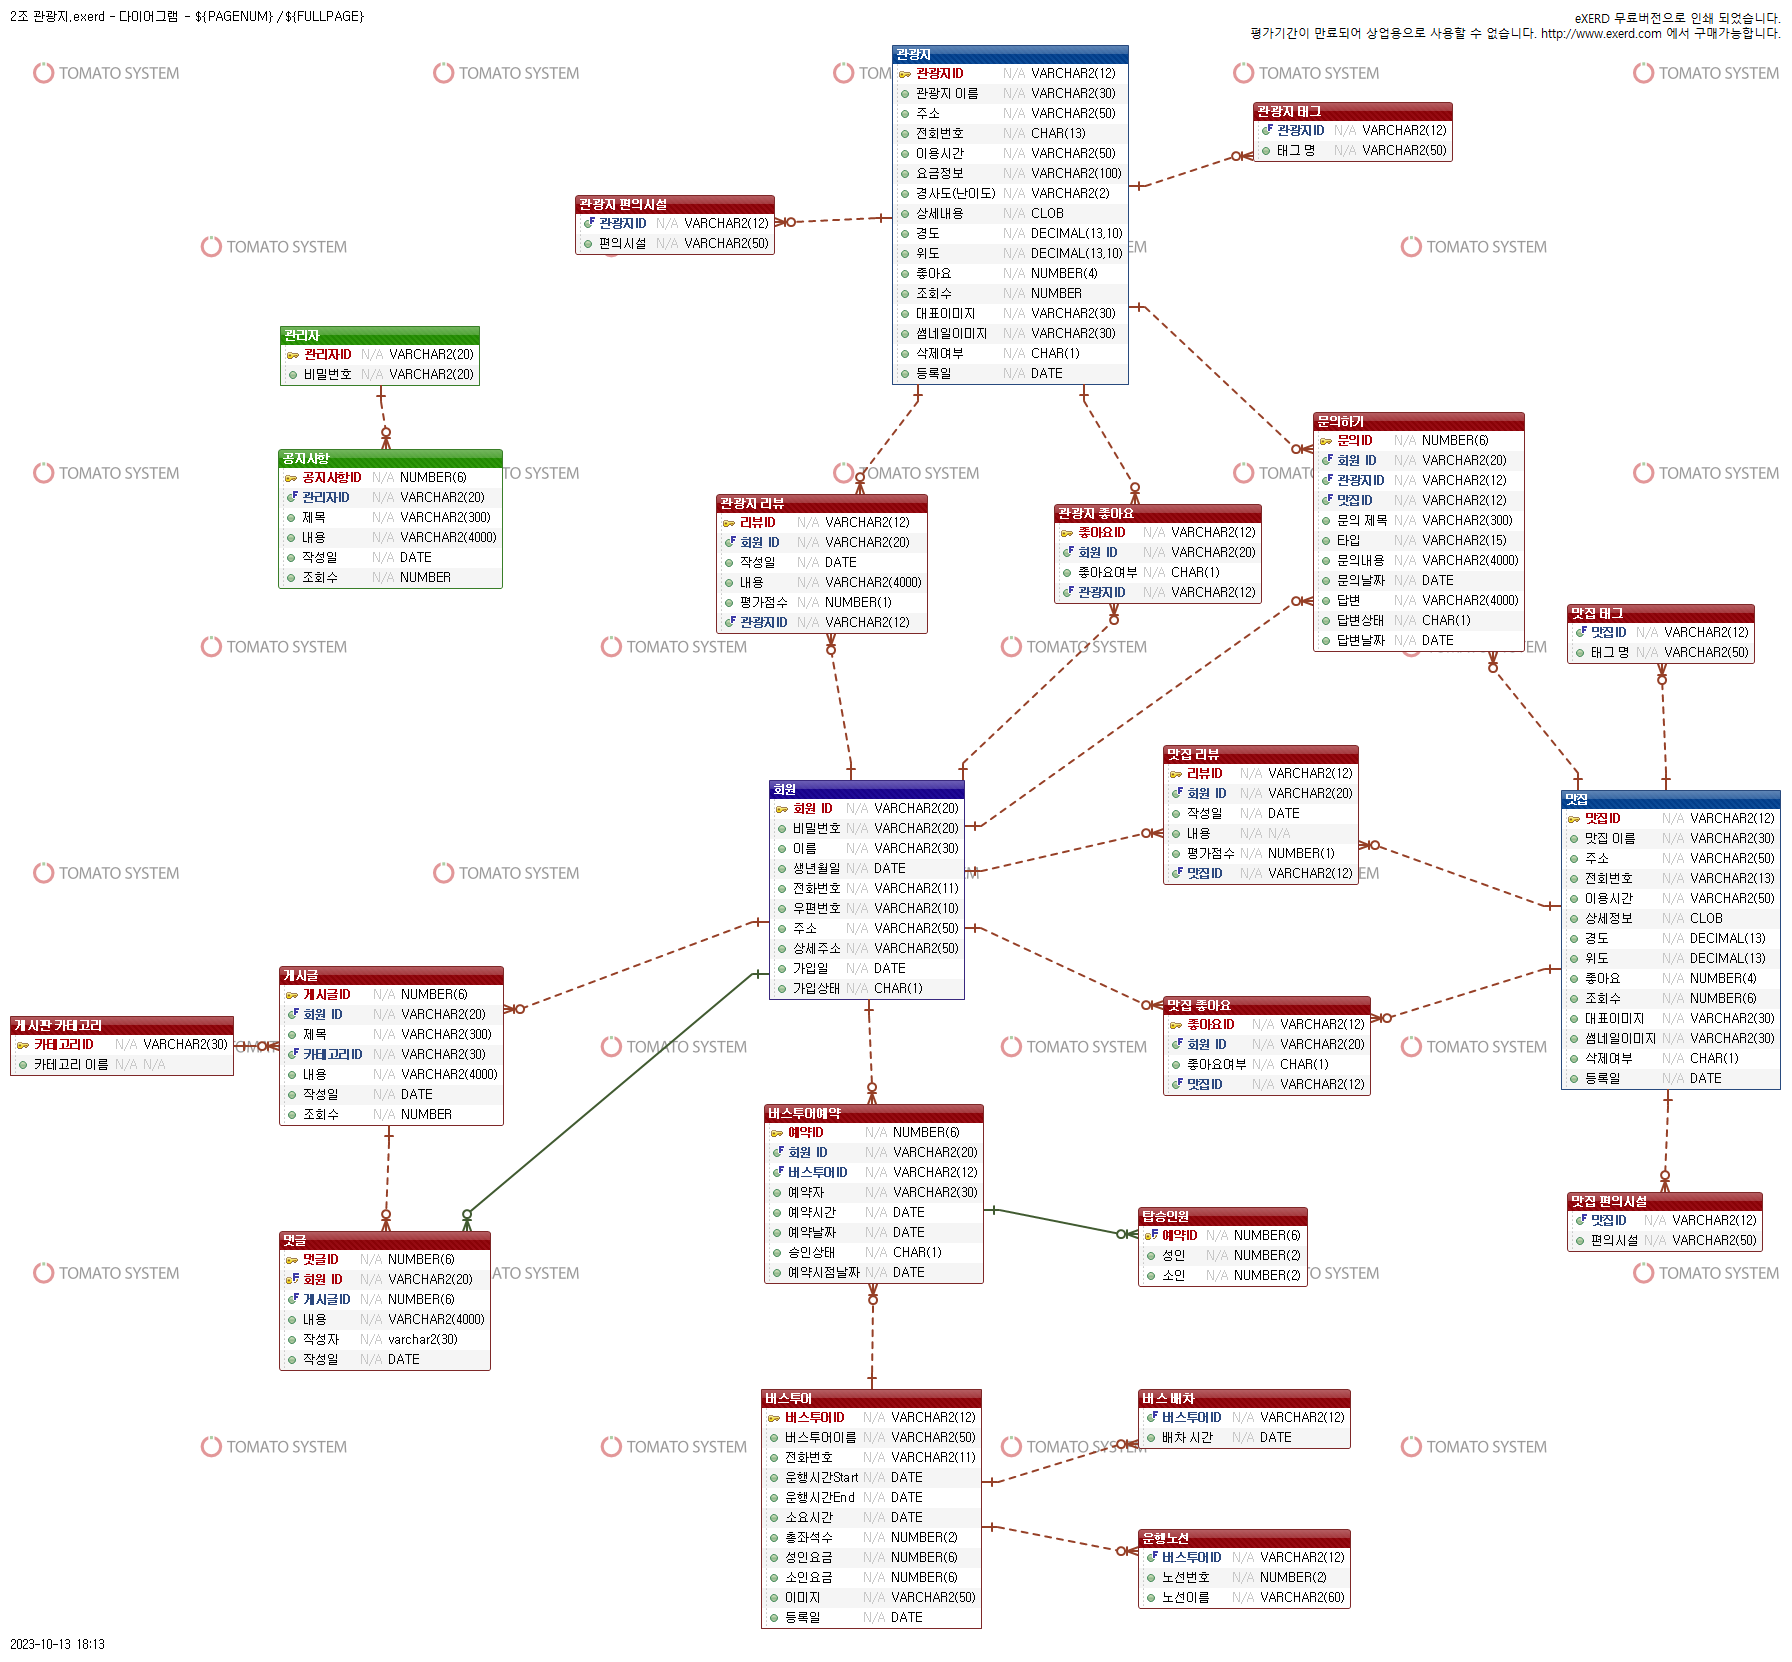 2조 관광지.exerd - 다이어그램 - ${PAGENUM} / ${FULLPAGE}
eXERD 무료버전으로 인쇄 되었습니다.
평가기간이 만료되어 상업용으로 사용할 수 없습니다. http://www.exerd.com 에서 구매가능합니다.
관광지
관광지ID N/A VARCHAR2(12)
관광지 이름 N/A VARCHAR2(30)
주소 N/A VARCHAR2(50)
전회번호 N/A CHAR(13)
이용시간 N/A VARCHAR2(50)
요금정보 N/A VARCHAR2(100)
경사도(난이도) N/A VARCHAR2(2)
상세내용 N/A CLOB
경도 N/A DECIMAL(13,10)
위도 N/A DECIMAL(13,10)
좋아요 N/A NUMBER(4)
조회수 N/A NUMBER
대표이미지 N/A VARCHAR2(30)
썸네일이미지 N/A VARCHAR2(30)
삭제여부 N/A CHAR(1)
등록일 N/A DATE
관광지 태그
관광지ID N/A VARCHAR2(12)
태그 명 N/A VARCHAR2(50)
관광지 편의시설
관광지ID N/A VARCHAR2(12)
편의시설 N/A VARCHAR2(50)
관리자
관리자ID N/A VARCHAR2(20)
비밀번호 N/A VARCHAR2(20)
공지사항
공지사항ID N/A NUMBER(6)
관리자ID N/A VARCHAR2(20)
제목 N/A VARCHAR2(300)
내용 N/A VARCHAR2(4000)
작성일 N/A DATE
조회수 N/A NUMBER
관광지 리뷰
리뷰ID N/A VARCHAR2(12)
회원 ID N/A VARCHAR2(20)
작성일 N/A DATE
내용 N/A VARCHAR2(4000)
평가점수 N/A NUMBER(1)
관광지ID N/A VARCHAR2(12)
관광지 좋아요
좋아요ID N/A VARCHAR2(12)
회원 ID N/A VARCHAR2(20)
좋아요여부 N/A CHAR(1)
관광지ID N/A VARCHAR2(12)
문의하기
문의ID N/A NUMBER(6)
회원 ID N/A VARCHAR2(20)
관광지ID N/A VARCHAR2(12)
맛집ID N/A VARCHAR2(12)
문의 제목 N/A VARCHAR2(300)
타입 N/A VARCHAR2(15)
문의내용 N/A VARCHAR2(4000)
문의날짜 N/A DATE
답변 N/A VARCHAR2(4000)
답변상태 N/A CHAR(1)
답변날짜 N/A DATE
맛집 태그
맛집ID N/A VARCHAR2(12)
태그 명 N/A VARCHAR2(50)
회원
회원 ID N/A VARCHAR2(20)
비밀번호 N/A VARCHAR2(20)
이름 N/A VARCHAR2(30)
생년월일 N/A DATE
전화번호 N/A VARCHAR2(11)
우편번호 N/A VARCHAR2(10)
주소 N/A VARCHAR2(50)
상세주소 N/A VARCHAR2(50)
가입일 N/A DATE
가입상태 N/A CHAR(1)
맛집 리뷰
리뷰ID N/A VARCHAR2(12)
회원 ID N/A VARCHAR2(20)
작성일 N/A DATE
내용 N/A N/A
평가점수 N/A NUMBER(1)
맛집ID N/A VARCHAR2(12)
맛집
맛집ID N/A VARCHAR2(12)
맛집 이름 N/A VARCHAR2(30)
주소 N/A VARCHAR2(50)
전회번호 N/A VARCHAR2(13)
이용시간 N/A VARCHAR2(50)
상세정보 N/A CLOB
경도 N/A DECIMAL(13)
위도 N/A DECIMAL(13)
좋아요 N/A NUMBER(4)
조회수 N/A NUMBER(6)
대표이미지 N/A VARCHAR2(30)
썸네일이미지 N/A VARCHAR2(30)
삭제여부 N/A CHAR(1)
등록일 N/A DATE
게시글
게시글ID N/A NUMBER(6)
회원 ID N/A VARCHAR2(20)
제목 N/A VARCHAR2(300)
카테고리ID N/A VARCHAR2(30)
내용 N/A VARCHAR2(4000)
작성일 N/A DATE
조회수 N/A NUMBER
게시판 카테고리
카테고리ID N/A VARCHAR2(30)
카테고리 이름 N/A N/A
맛집 좋아요
좋아요ID N/A VARCHAR2(12)
회원 ID N/A VARCHAR2(20)
좋아요여부 N/A CHAR(1)
맛집ID N/A VARCHAR2(12)
버스투어예약
예약ID N/A NUMBER(6)
회원 ID N/A VARCHAR2(20)
버스투어ID N/A VARCHAR2(12)
예약자 N/A VARCHAR2(30)
예약시간 N/A DATE
예약날짜 N/A DATE
승인상태 N/A CHAR(1)
예약시점날짜 N/A DATE
탑승인원
예약ID N/A NUMBER(6)
성인 N/A NUMBER(2)
소인 N/A NUMBER(2)
맛집 편의시설
맛집ID N/A VARCHAR2(12)
편의시설 N/A VARCHAR2(50)
댓글
댓글ID N/A NUMBER(6)
회원 ID N/A VARCHAR2(20)
게시글ID N/A NUMBER(6)
내용 N/A VARCHAR2(4000)
작성자 N/A varchar2(30)
작성일 N/A DATE
버스투어
버스투어ID N/A VARCHAR2(12)
버스투어이름 N/A VARCHAR2(50)
전화번호 N/A VARCHAR2(11)
운행시간Start N/A DATE
운행시간End N/A DATE
소요시간 N/A DATE
총좌석수 N/A NUMBER(2)
성인요금 N/A NUMBER(6)
소인요금 N/A NUMBER(6)
이미지 N/A VARCHAR2(50)
등록일 N/A DATE
버스 배차
버스투어ID N/A VARCHAR2(12)
배차 시간 N/A DATE
운행노선
버스투어ID N/A VARCHAR2(12)
노선번호 N/A NUMBER(2)
노선이름 N/A VARCHAR2(60)
2023-10-13 18:13
TOMATO SYSTEM